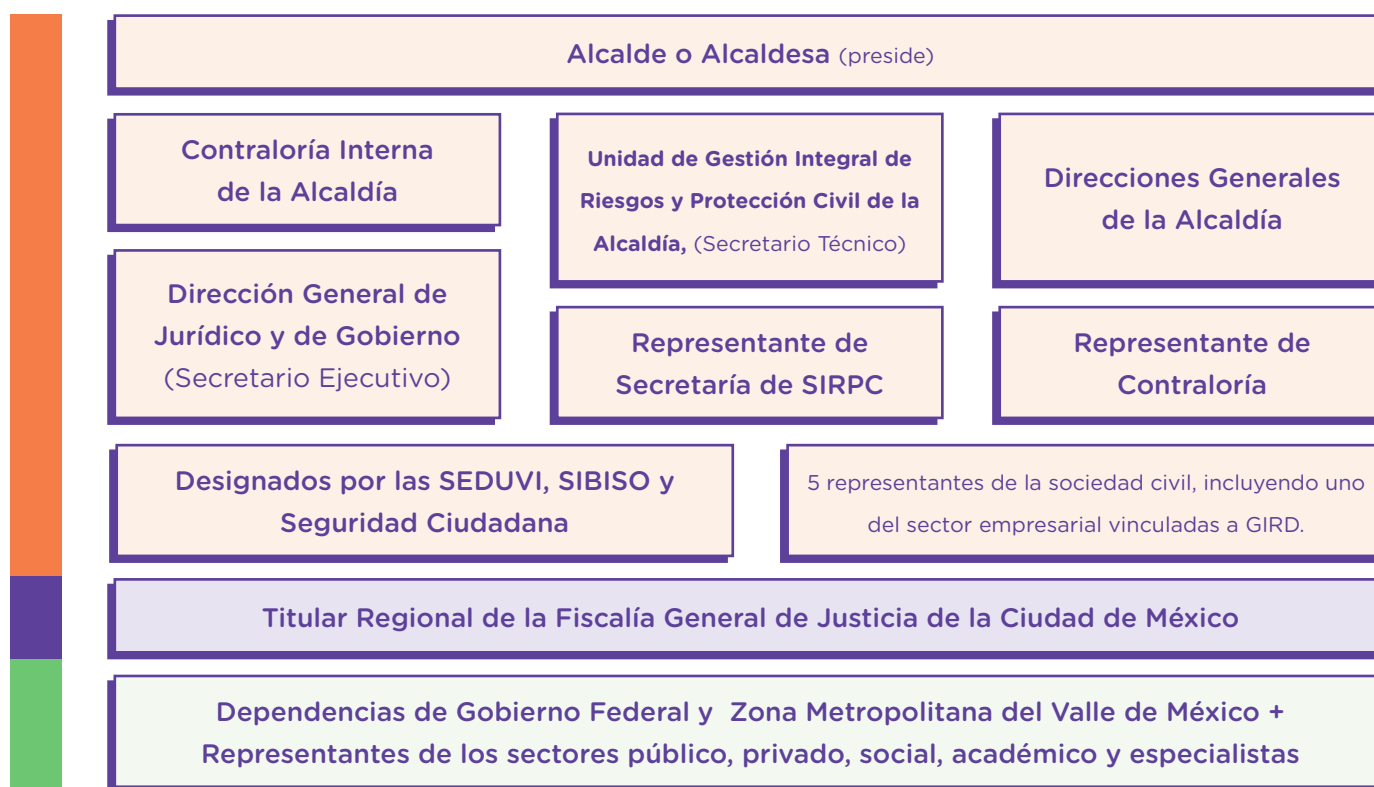 Alcalde o Alcaldesa (preside)
Contraloría Interna
de la Alcaldía
Unidad de Gestión Integral de
Riesgos y Protección Civil de la
Alcaldía, (Secretario Técnico)
Direcciones Generales
de la Alcaldía
Dirección General de
Jurídico y de Gobierno
(Secretario Ejecutivo)
Representante de
Secretaría de SIRPC
Representante de
Contraloría
Designados por las SEDUVI, SIBISO y
Seguridad Ciudadana
5 representantes de la sociedad civil, incluyendo uno
del sector empresarial vinculadas a GIRD.
Titular Regional de la Fiscalía General de Justicia de la Ciudad de México
Dependencias de Gobierno Federal y Zona Metropolitana del Valle de México +
Representantes de los sectores público, privado, social, académico y especialistas